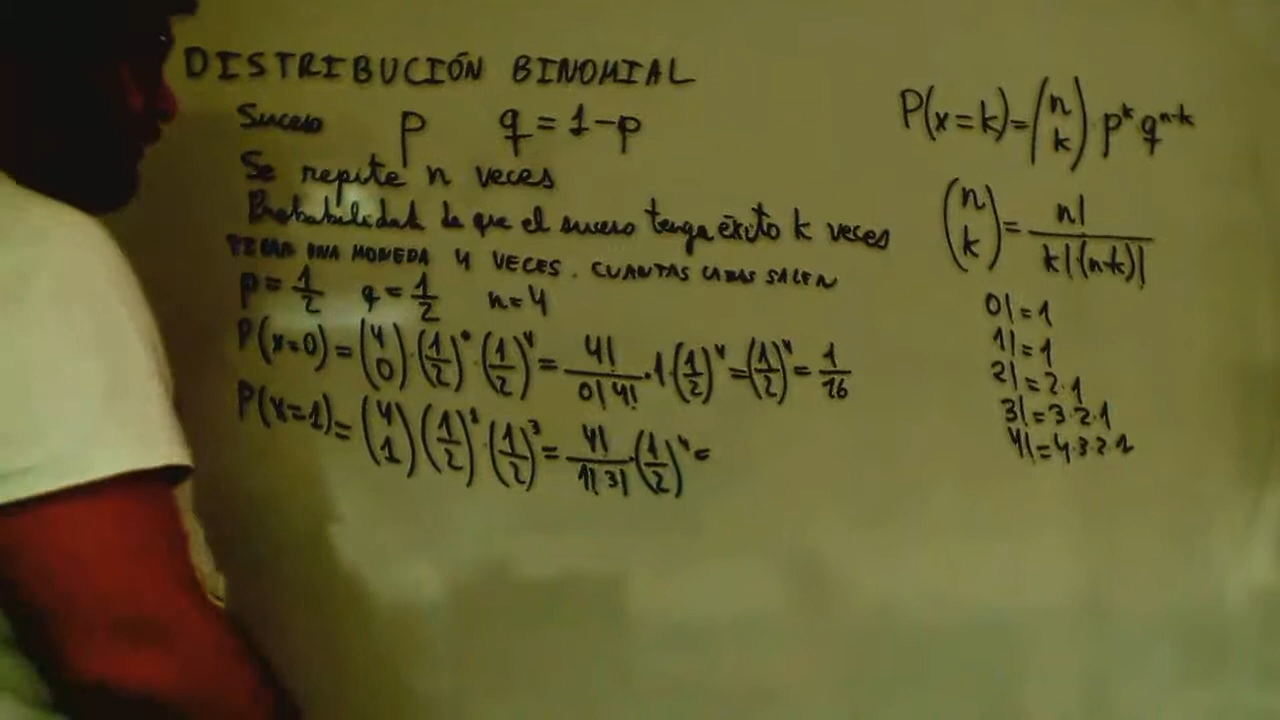 DISTRIBUCIÓN BINOMIAL
Suceso p q = 1-p
Se repite n veces
Probabilidad de que el suceso tenga éxito k veces
TIRAR UNA MONEDA 4 VECES. CUANTAS CARAS SALEN
p = 1/2 q = 1/2 n=4
P(x=0) = (4 0)·(1/2)^0·(1/2)^4 = 4!/(0! 4!)·1·(1/2)^4 = (1/2)^4 = 1/16
P(x=1) = (4 1)(1/2)^1·(1/2)^3 = 4!/(1! 3!)·(1/2)^4 =
P(x=k) = (n k)·p^k q^(n-k)
(n k) = n!/(k!(n-k)!)
0! = 1
1! = 1
2! = 2·1
3! = 3·2·1
4! = 4·3·2·1